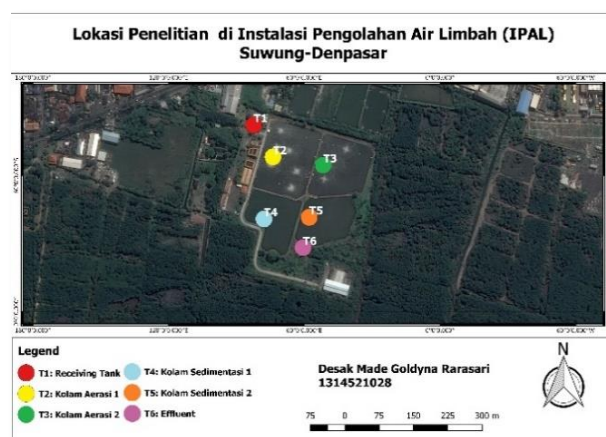 Lokasi Penelitian di Instalasi Pengolahan Air Limbah (IPAL)
Suwung-Denpasar
T1
T2
T3
T4
T5
T6
Legend
T1: Receiving Tank
T4: Kolam Sedimentasi 1
T2: Kolam Aerasi 1
T5: Kolam Sedimentasi 2
T3: Kolam Aerasi 2
T6: Effluent
Desak Made Goldyna Rarasari
1314521028
N
75 0 75 150 225 300 m